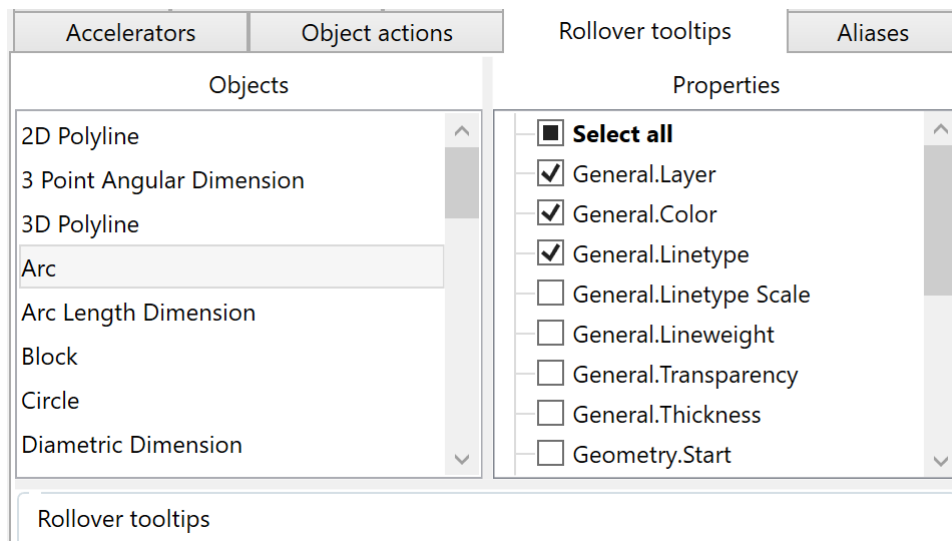 Accelerators Object actions Rollover tooltips Aliases
Objects
2D Polyline
3 Point Angular Dimension
3D Polyline
Arc
Arc Length Dimension
Block
Circle
Diametric Dimension
Properties
Select all
General.Layer
General.Color
General.Linetype
General.Linetype Scale
General.Lineweight
General.Transparency
General.Thickness
Geometry.Start
Rollover tooltips